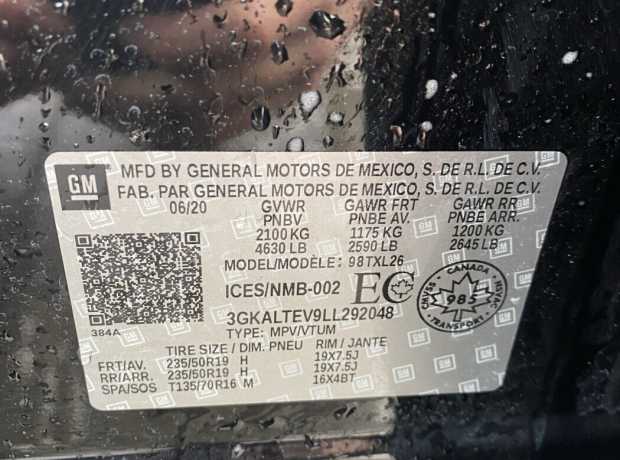 GM
MFD BY GENERAL MOTORS DE MEXICO, S. DE R.L. DE C.V.
FAB. PAR GENERAL MOTORS DE MEXICO, S. DE R.L. DE C.V.
06/20 GVWR GAWR FRT GAWR RR
PNBV PNBE AV. PNBE ARR.
2100 KG 1175 KG 1200 KG
4630 LB 2590 LB 2645 LB
MODEL/MODÈLE: 98TXL26
ICES/NMB-002 EC
CANADA
985
3GKALTEV9LL292048
384A
TYPE: MPV/VTUM
TIRE SIZE / DIM. PNEU RIM / JANTE
FRT/AV. 235/50R19 H 19X7.5J
RR/ARR. 235/50R19 H 19X7.5J
SPA/SOS T135/70R16 M 16X4BT